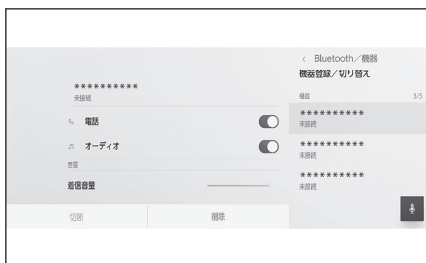 **********
未接続
電話
オーディオ
音量
着信音量
切断
削除
< Bluetooth/機器
機器登録/切り替え
機器 3/5
**********
未接続
**********
未接続
**********
未接続